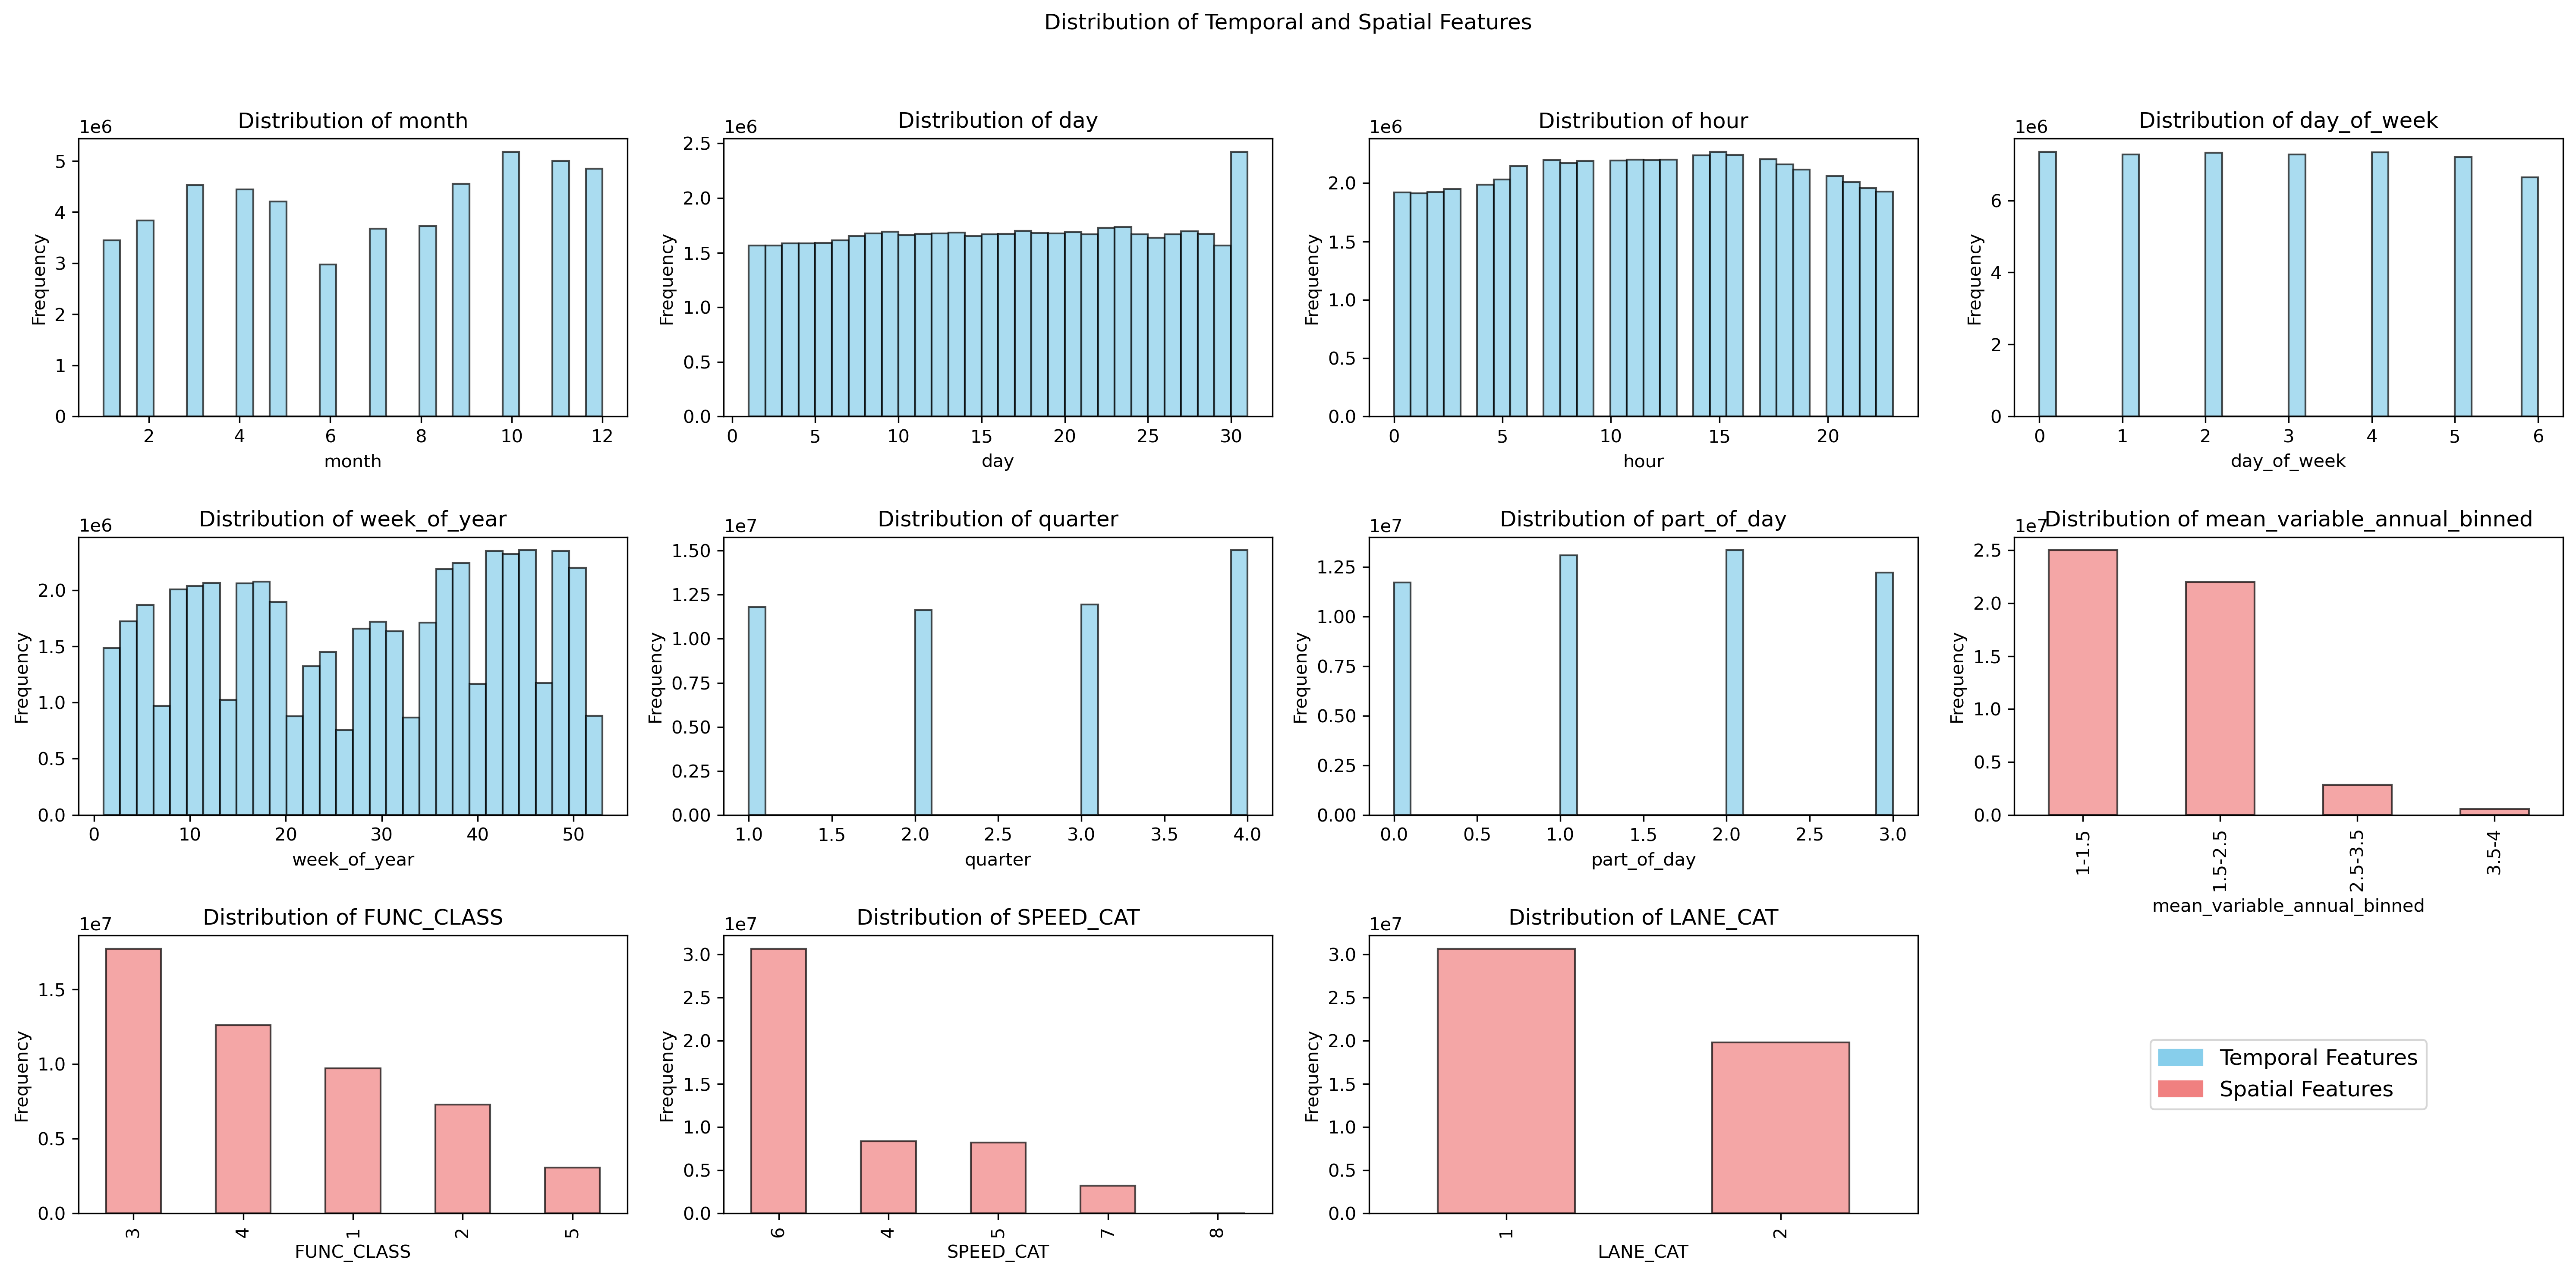 Distribution of Temporal and Spatial Features
Distribution of month
1e6
Frequency
5
4
3
2
1
0
2 4 6 8 10 12
month
Distribution of day
1e6
Frequency
2.5
2.0
1.5
1.0
0.5
0.0
0 5 10 15 20 25 30
day
Distribution of hour
1e6
Frequency
2.0
1.5
1.0
0.5
0.0
0 5 10 15 20
hour
Distribution of day_of_week
1e6
Frequency
6
4
2
0
0 1 2 3 4 5 6
day_of_week
Distribution of week_of_year
1e6
Frequency
2.0
1.5
1.0
0.5
0.0
0 10 20 30 40 50
week_of_year
Distribution of quarter
1e7
Frequency
1.50
1.25
1.00
0.75
0.50
0.25
0.00
1.0 1.5 2.0 2.5 3.0 3.5 4.0
quarter
Distribution of part_of_day
1e7
Frequency
1.25
1.00
0.75
0.50
0.25
0.00
0.0 0.5 1.0 1.5 2.0 2.5 3.0
part_of_day
Distribution of mean_variable_annual_binned
1e7
Frequency
2.5
2.0
1.5
1.0
0.5
0.0
1-1.5 1.5-2.5 2.5-3.5 3.5-4
mean_variable_annual_binned
Distribution of FUNC_CLASS
1e7
Frequency
1.5
1.0
0.5
0.0
3 4 1 2 5
FUNC_CLASS
Distribution of SPEED_CAT
1e7
Frequency
3.0
2.5
2.0
1.5
1.0
0.5
0.0
6 4 5 7 8
SPEED_CAT
Distribution of LANE_CAT
1e7
Frequency
3.0
2.5
2.0
1.5
1.0
0.5
0.0
1 2
LANE_CAT
Temporal Features
Spatial Features